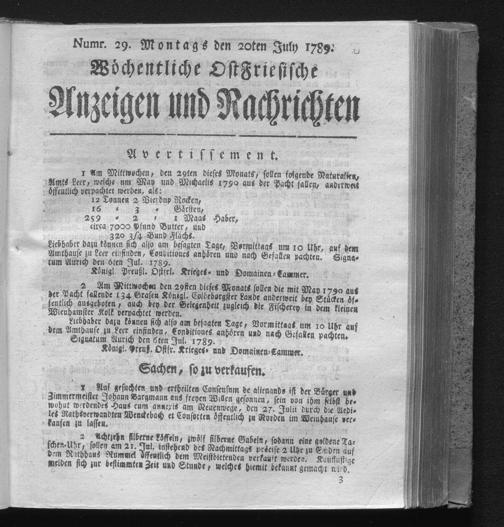 Numr. 29. Montags den 20ten July 1789.
Wöchentliche OstFriesische
Anzeigen und Nachrichten
Avertissement.
1 Am Mittwochen, den 29ten dieses Monats, sollen folgende Naturalien,
Amts Leer, welche um May und Michaelis 1790 aus der Pacht fallen, anderweit
öffentlich verpachtet werden, als:
12 Tonnen 2 Vierdup Rocken,
16 „ 3 „ Gärsten,
259 „ 2 „ 1 Maas Haber,
circa 7000 Pfund Butter, und
320 3/4 Bund Flachs.
Liebhaber dazu können sich also am besagten Tage, Vormittags um 10 Uhr, auf dem
Amthause zu Leer einfinden, Conditiones anhören und nach Gefallen pachten. Signa-
tum Aurich den 6ten Jul. 1789.
Königl. Preußl. Ostfrl. Krieges- und Domainen-Cammer.
2 Am Mittwochen den 29sten dieses Monats sollen die mit May 1790 aus
der Pacht fallende 134 Grasen Königl. Coldeborgster Lande anderweit bey Stücken öf-
fentlich ausgeboten, auch bey der Gelegenheit zugleich die Fischerey in dem kleinen
Wienhamster Kolk verpachtet werden.
Liebhaber dazu können sich also am besagten Tage, Vormittags um 10 Uhr auf
dem Amthause zu Leer einfinden, Conditiones anhören und nach Gefallen pachten.
Signatum Aurich den 6ten Jul. 1789.
Königl. Preuß. Ostfr. Krieges- und Domainen-Cammer.
Sachen, so zu verkaufen.
1 Auf gesuchten und ertheilten Consensum de alienando ist der Bürger und
Zimmermeister Johann Bargmann aus freyen Willen gesonnen, sein von ihm selbst be-
wohnt werdendes Haus cum annexis am Neuenwege, den 27. Julii durch die Aedi-
les Rathsverwandten Wenckebach et Consorten öffentlich zu Norden im Weinhause ver-
kaufen zu lassen.
2 Achtzehn silberne Löffeln, zwölf silberne Gabeln, sodann eine goldene Ta-
schen-Uhr, sollen am 21. Jul. instehend des Nachmittags präcise 2 Uhr zu Emden auf
dem Rathhaus Rummel öffentlich dem Meistbietenden verkauft werden. Kauflustige
melden sich zur bestimmten Zeit und Stunde, welches hiemit bekannt gemacht wird.
3